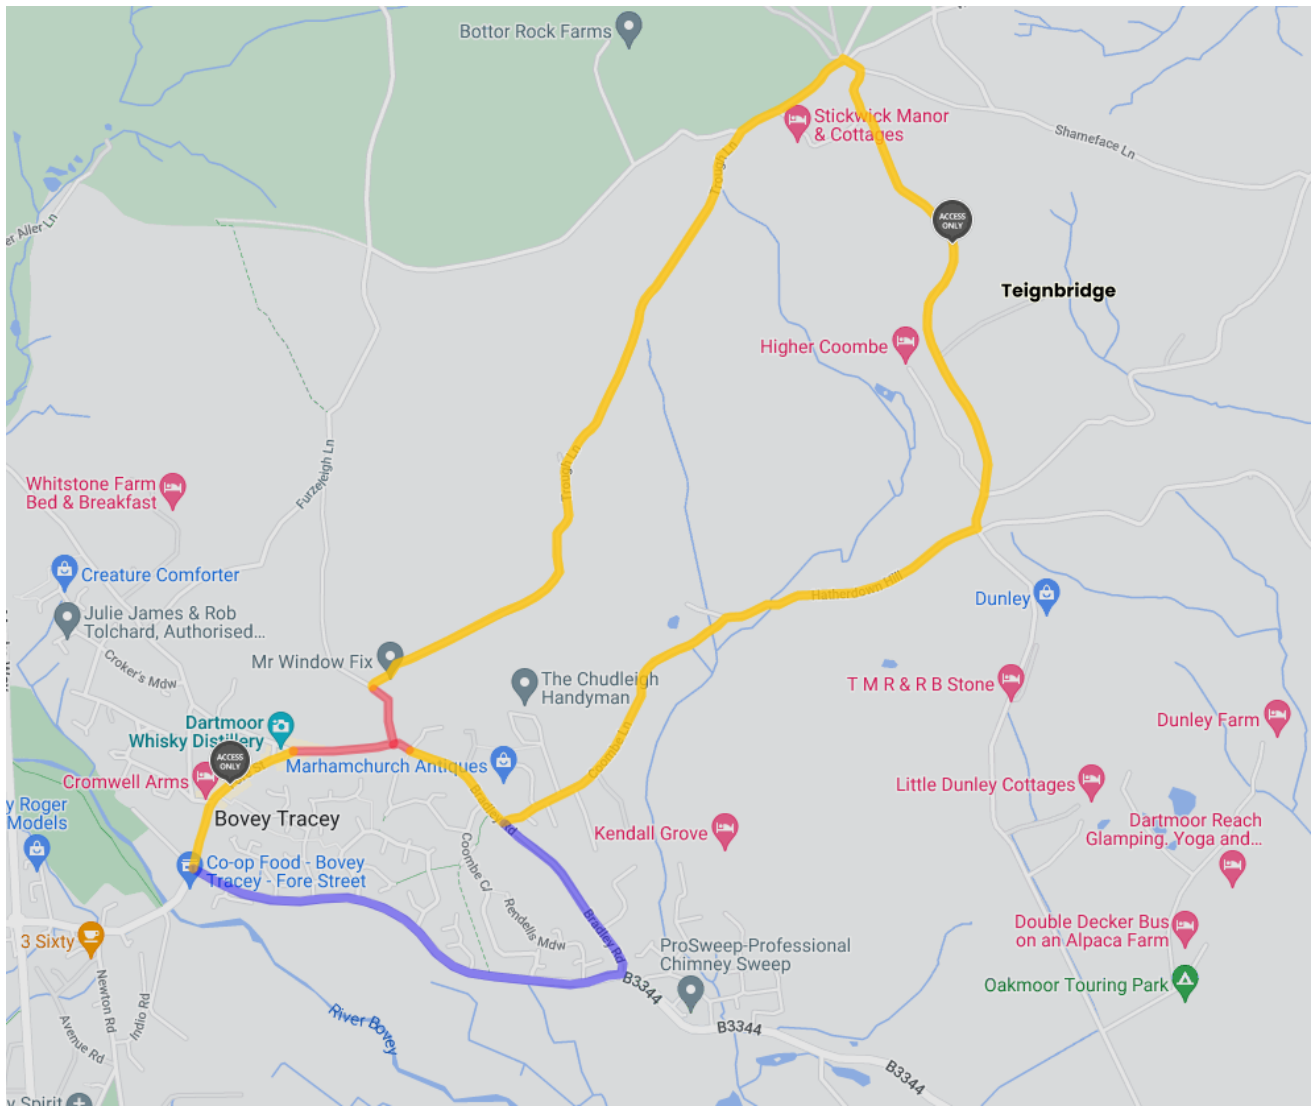 Bottor Rock Farms
Stickwick Manor
& Cottages
Shameface Ln
Trough Ln
er Aller Ln
ACCESS
ONLY
Teignbridge
Higher Coombe
Furzeleigh Ln
Trough Ln
Whitstone Farm
Bed & Breakfast
Creature Comforter
Hatherdown Hill
Dunley
Julie James & Rob
Tolchard, Authorised...
Croker's Mdw
Mr Window Fix
The Chudleigh
Handyman
T M R & R B Stone
Dunley Farm
Dartmoor
Whisky Distillery
Coombe Ln
ACCESS
ONLY
Marhamchurch Antiques
Cromwell Arms
Little Dunley Cottages
y Roger
Models
Bovey Tracey
Bradley Rd
Kendall Grove
Dartmoor Reach
Glamping. Yoga and...
Co-op Food - Bovey
Tracey - Fore Street
Coombe Cl
Rendells Mdw
Bradley Rd
3 Sixty
Double Decker Bus
on an Alpaca Farm
ProSweep-Professional
Chimney Sweep
Oakmoor Touring Park
B3344
Newton Rd
Indio Rd
Avenue Rd
River Bovey
B3344
B3344
y Spirit